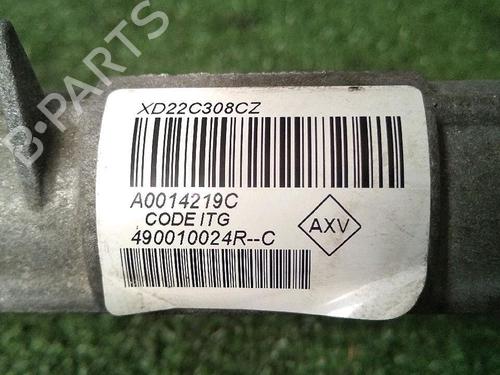 XD22C308CZ
A0014219C
CODE ITG
490010024R--C
AXV
B-PARTS